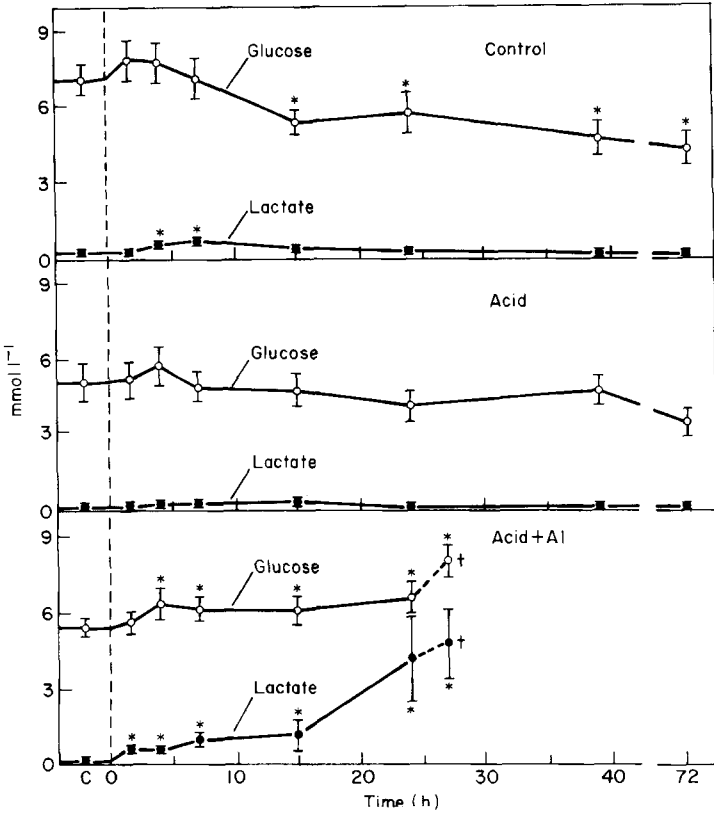 9
6
3
0
Glucose
Control
*
*
*
*
Lactate
*
*
mmol l⁻¹
9
6
3
0
Acid
Glucose
Lactate
9
6
3
0
Acid+Al
Glucose
*
*
*
*
*
†
Lactate
*
*
*
*
*
*
†
C 0 10 20 30 40 72
Time (h)